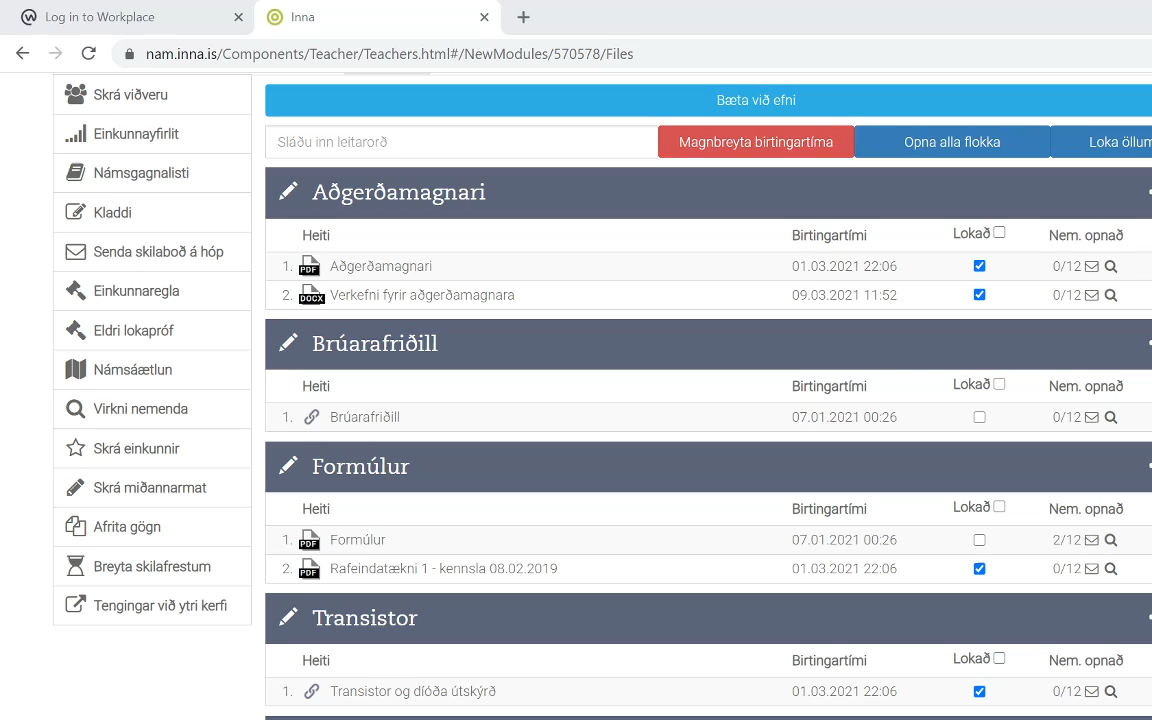 Log in to Workplace
Inna
nam.inna.is/Components/Teacher/Teachers.html#/NewModules/570578/Files
Skrá viðveru
Einkunnayfirlit
Námsgagnalisti
Kladdi
Senda skilaboð á hóp
Einkunnaregla
Eldri lokapróf
Námsáætlun
Virkni nemenda
Skrá einkunnir
Skrá miðannarmat
Afrita gögn
Breyta skilafrestum
Tengingar við ytri kerfi
Bæta við efni
Sláðu inn leitarorð Magnbreyta birtingartíma Opna alla flokka Loka öllum
Aðgerðamagnari
Heiti Birtingartími Lokað Nem. opnað
1. PDF Aðgerðamagnari 01.03.2021 22:06 0/12
2. DOCX Verkefni fyrir aðgerðamagnara 09.03.2021 11:52 0/12
Brúarafriðill
Heiti Birtingartími Lokað Nem. opnað
1. Brúarafriðill 07.01.2021 00:26 0/12
Formúlur
Heiti Birtingartími Lokað Nem. opnað
1. PDF Formúlur 07.01.2021 00:26 2/12
2. PDF Rafeindatækni 1 - kennsla 08.02.2019 01.03.2021 22:06 0/12
Transistor
Heiti Birtingartími Lokað Nem. opnað
1. Transistor og díóða útskýrð 01.03.2021 22:06 0/12